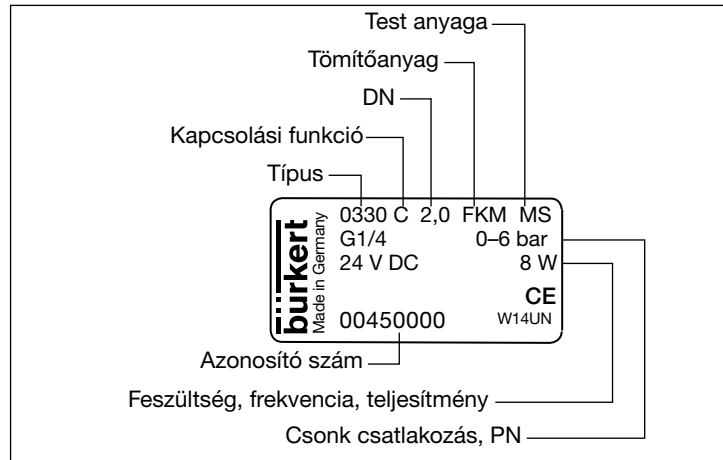 Test anyaga
Tömítőanyag
DN
Kapcsolási funkció
Típus
bürkert
Made in Germany
0330 C 2,0 FKM MS
G1/4 0–6 bar
24 V DC 8 W
CE
00450000 W14UN
Azonosító szám
Feszültség, frekvencia, teljesítmény
Csonk csatlakozás, PN